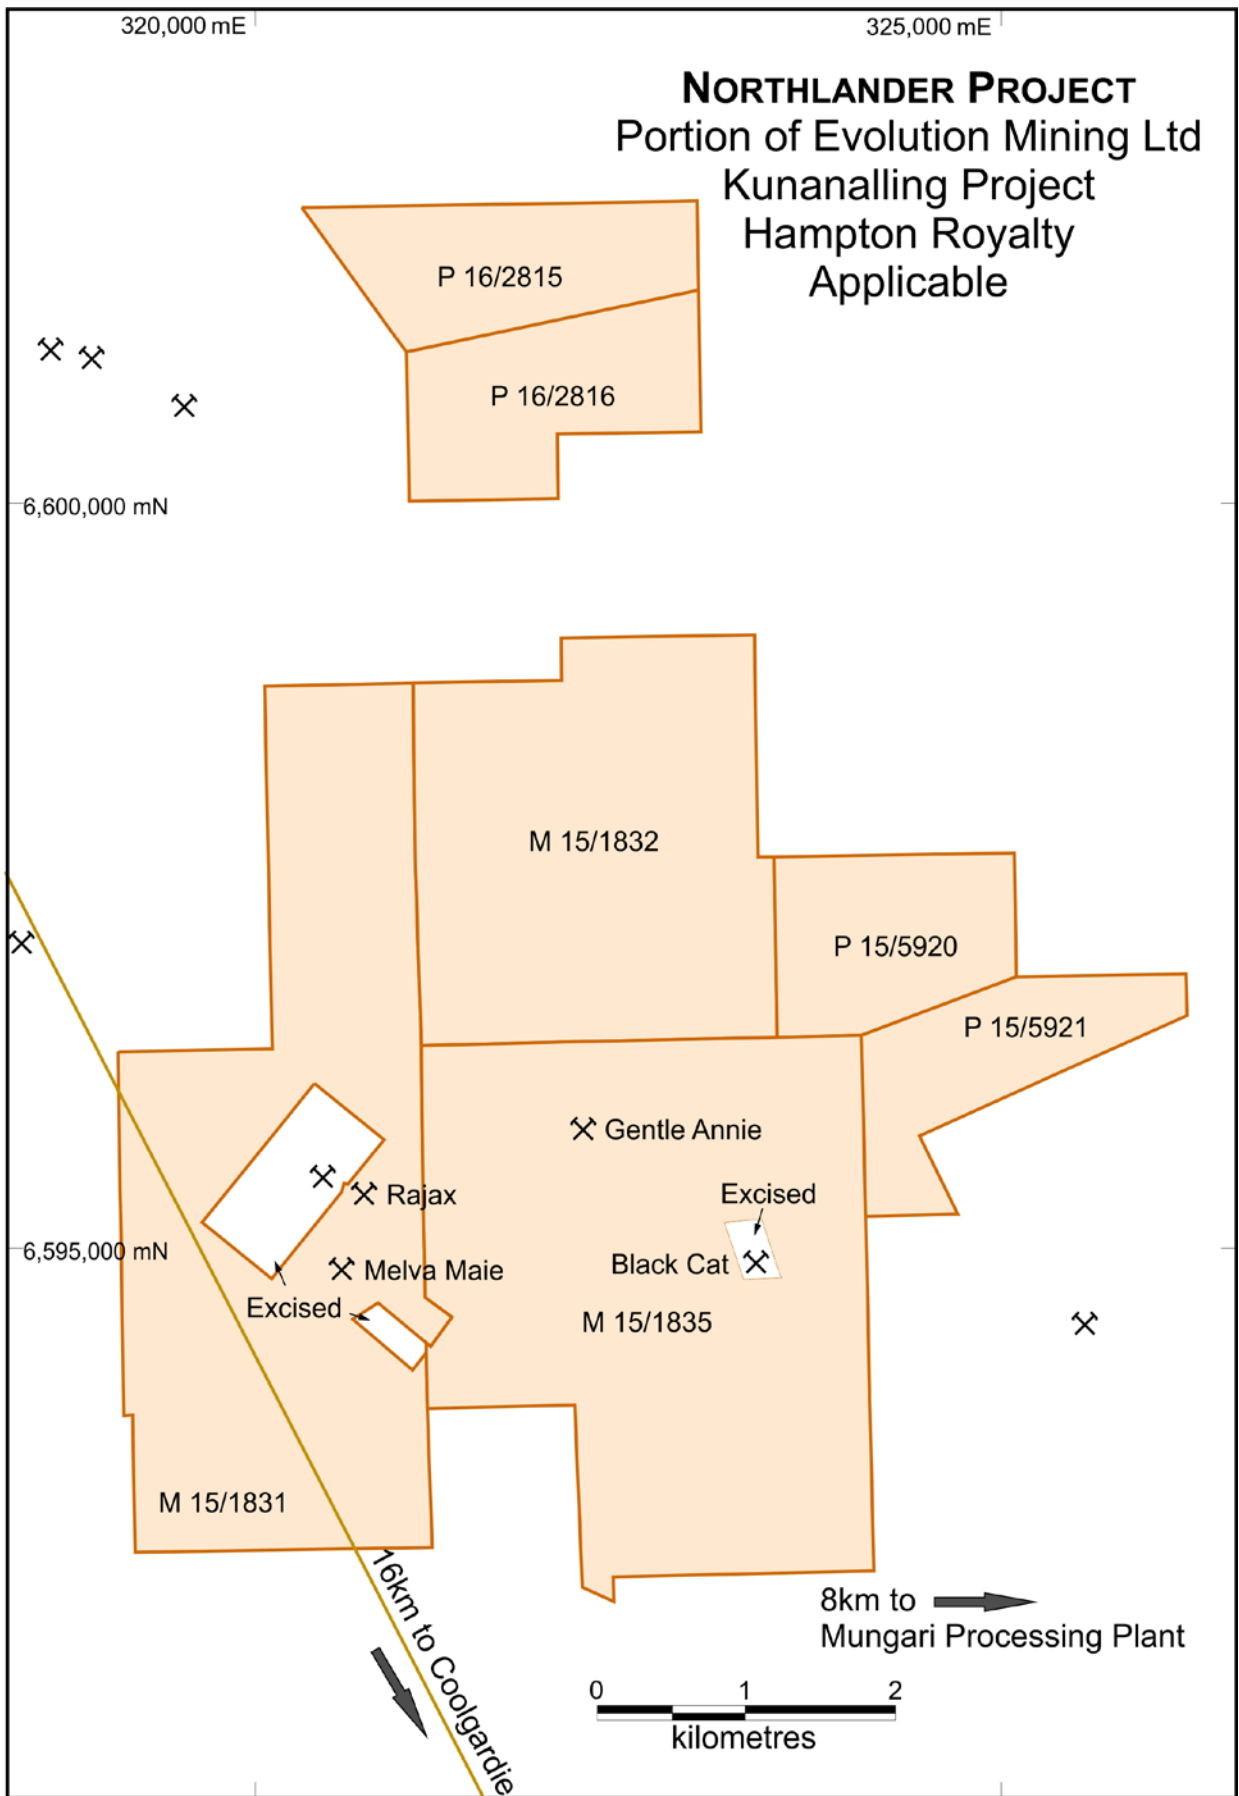 320,000 mE
325,000 mE
NORTHLANDER PROJECT
Portion of Evolution Mining Ltd
Kunanalling Project
Hampton Royalty
Applicable
P 16/2815
P 16/2816
6,600,000 mN
M 15/1832
P 15/5920
P 15/5921
Gentle Annie
Rajax
Excised
6,595,000 mN
Melva Maie
Black Cat
Excised
M 15/1835
M 15/1831
16km to Coolgardie
8km to
Mungari Processing Plant
0 1 2
kilometres